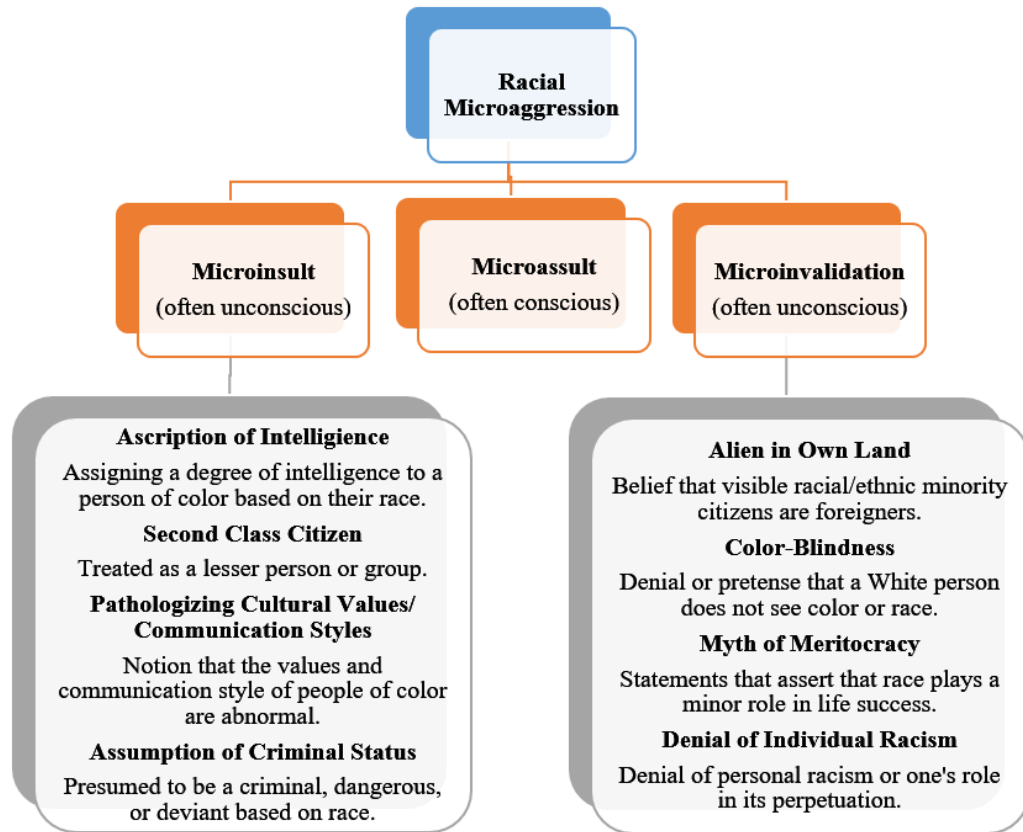 Racial
Microaggression
Microinsult
(often unconscious)
Microassult
(often conscious)
Microinvalidation
(often unconscious)
Ascription of Intelligience
Assigning a degree of intelligence to a
person of color based on their race.
Second Class Citizen
Treated as a lesser person or group.
Pathologizing Cultural Values/
Communication Styles
Notion that the values and
communication style of people of color
are abnormal.
Assumption of Criminal Status
Presumed to be a criminal, dangerous,
or deviant based on race.
Alien in Own Land
Belief that visible racial/ethnic minority
citizens are foreigners.
Color-Blindness
Denial or pretense that a White person
does not see color or race.
Myth of Meritocracy
Statements that assert that race plays a
minor role in life success.
Denial of Individual Racism
Denial of personal racism or one's role
in its perpetuation.